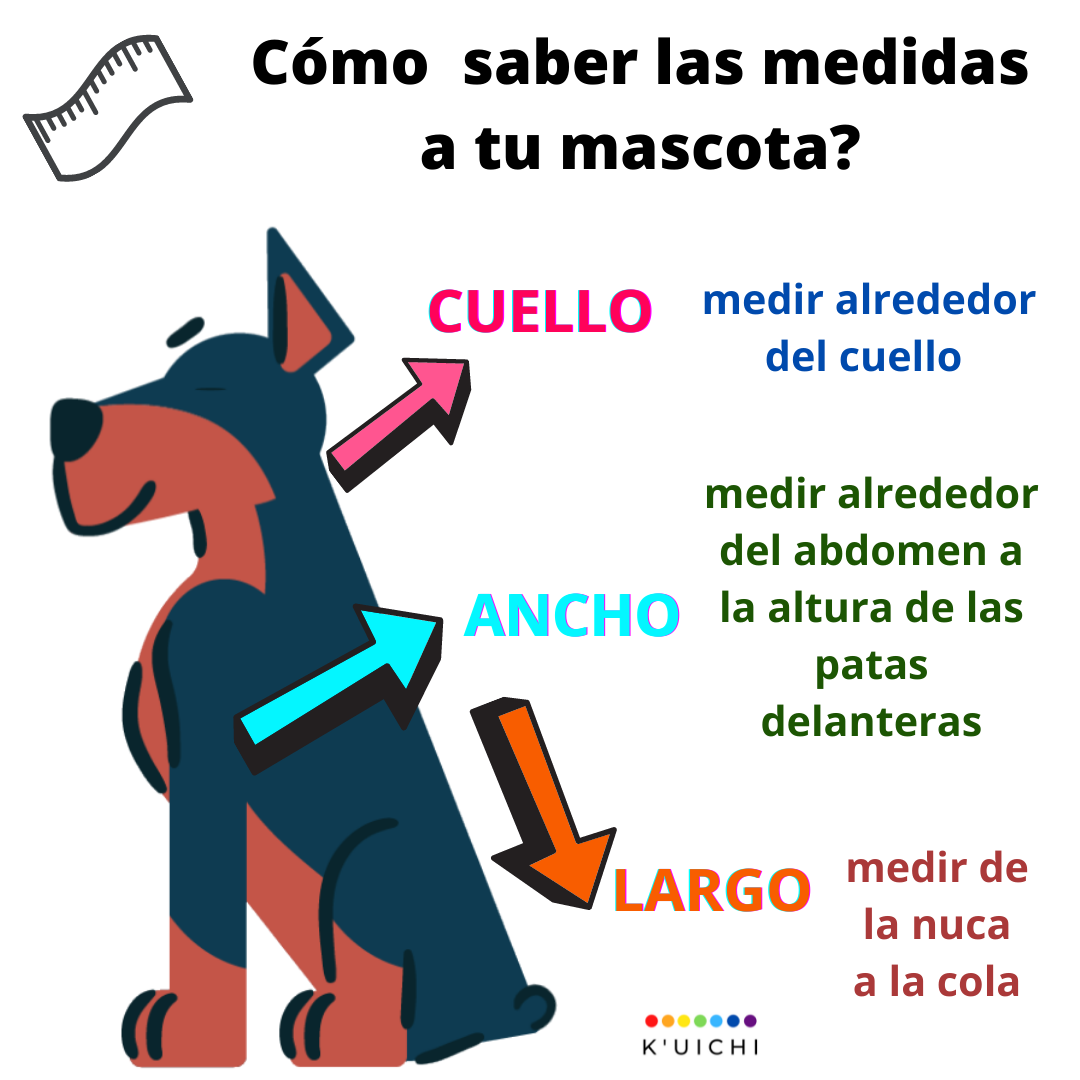 Cómo saber las medidas
a tu mascota?
CUELLO
medir alrededor
del cuello
ANCHO
medir alrededor
del abdomen a
la altura de las
patas
delanteras
LARGO
medir de
la nuca
a la cola
K'UICHI